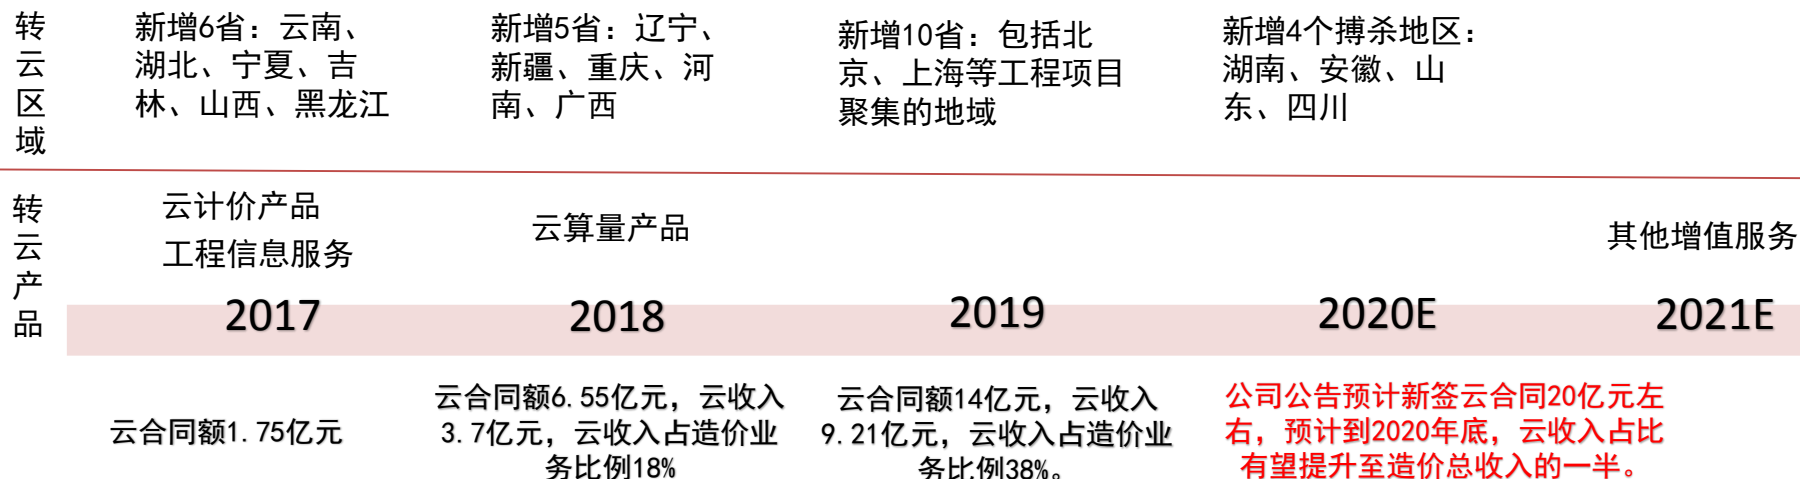 转
云
区
域
新增6省：云南、
湖北、宁夏、吉
林、山西、黑龙江
新增5省：辽宁、
新疆、重庆、河
南、广西
新增10省：包括北
京、上海等工程项目
聚集的地域
新增4个搏杀地区：
湖南、安徽、山
东、四川
转
云
产
品
云计价产品
工程信息服务
云算量产品
其他增值服务
2017
2018
2019
2020E
2021E
云合同额1.75亿元
云合同额6.55亿元，云收入
3.7亿元，云收入占造价业
务比例18%
云合同额14亿元，云收入
9.21亿元，云收入占造价业
务比例38%。
公司公告预计新签云合同20亿元左
右，预计到2020年底，云收入占比
有望提升至造价总收入的一半。